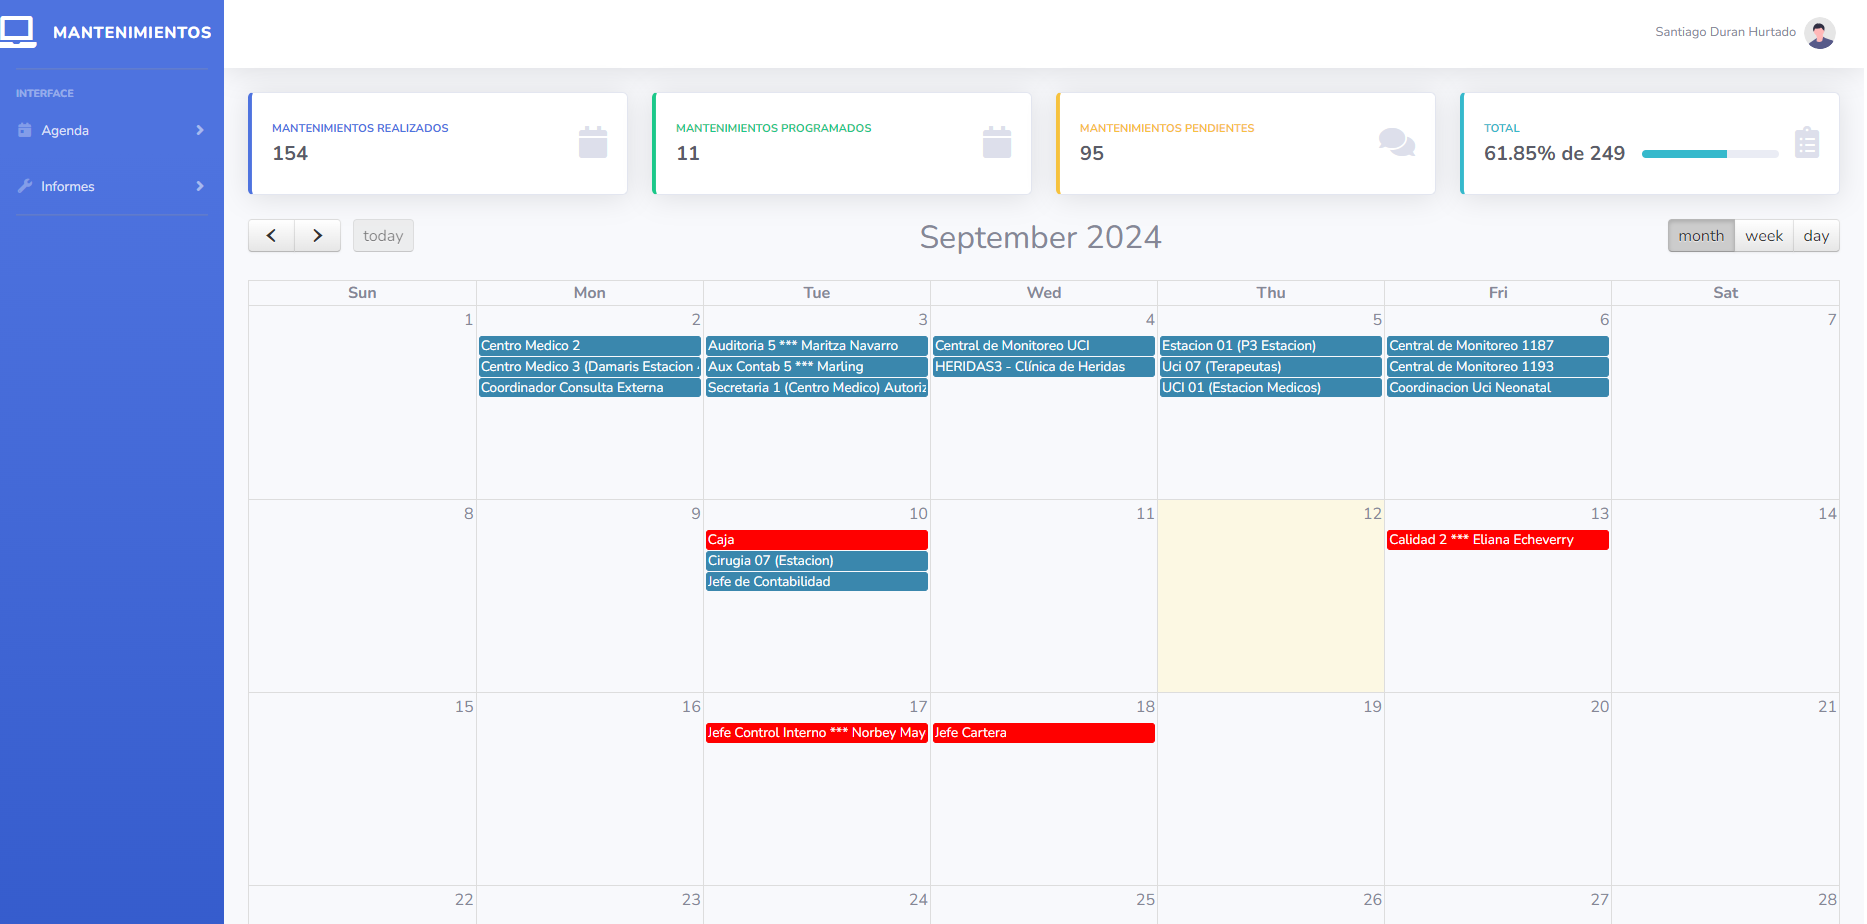 MANTENIMIENTOS
Santiago Duran Hurtado
INTERFACE
Agenda
Informes
MANTENIMIENTOS REALIZADOS
154
MANTENIMIENTOS PROGRAMADOS
11
MANTENIMIENTOS PENDIENTES
95
TOTAL
61.85% de 249
today
September 2024
month week day
Sun Mon Tue Wed Thu Fri Sat
1 2 3 4 5 6 7
Centro Medico 2
Centro Medico 3 (Damaris Estacion
Coordinador Consulta Externa
Auditoria 5 *** Maritza Navarro
Aux Contab 5 *** Marling
Secretaria 1 (Centro Medico) Autoriz
Central de Monitoreo UCI
HERIDAS3 - Clínica de Heridas
Estacion 01 (P3 Estacion)
Uci 07 (Terapeutas)
UCI 01 (Estacion Medicos)
Central de Monitoreo 1187
Central de Monitoreo 1193
Coordinacion Uci Neonatal
8 9 10 11 12 13 14
Caja
Cirugia 07 (Estacion)
Jefe de Contabilidad
Calidad 2 *** Eliana Echeverry
15 16 17 18 19 20 21
Jefe Control Interno *** Norbey May
Jefe Cartera
22 23 24 25 26 27 28